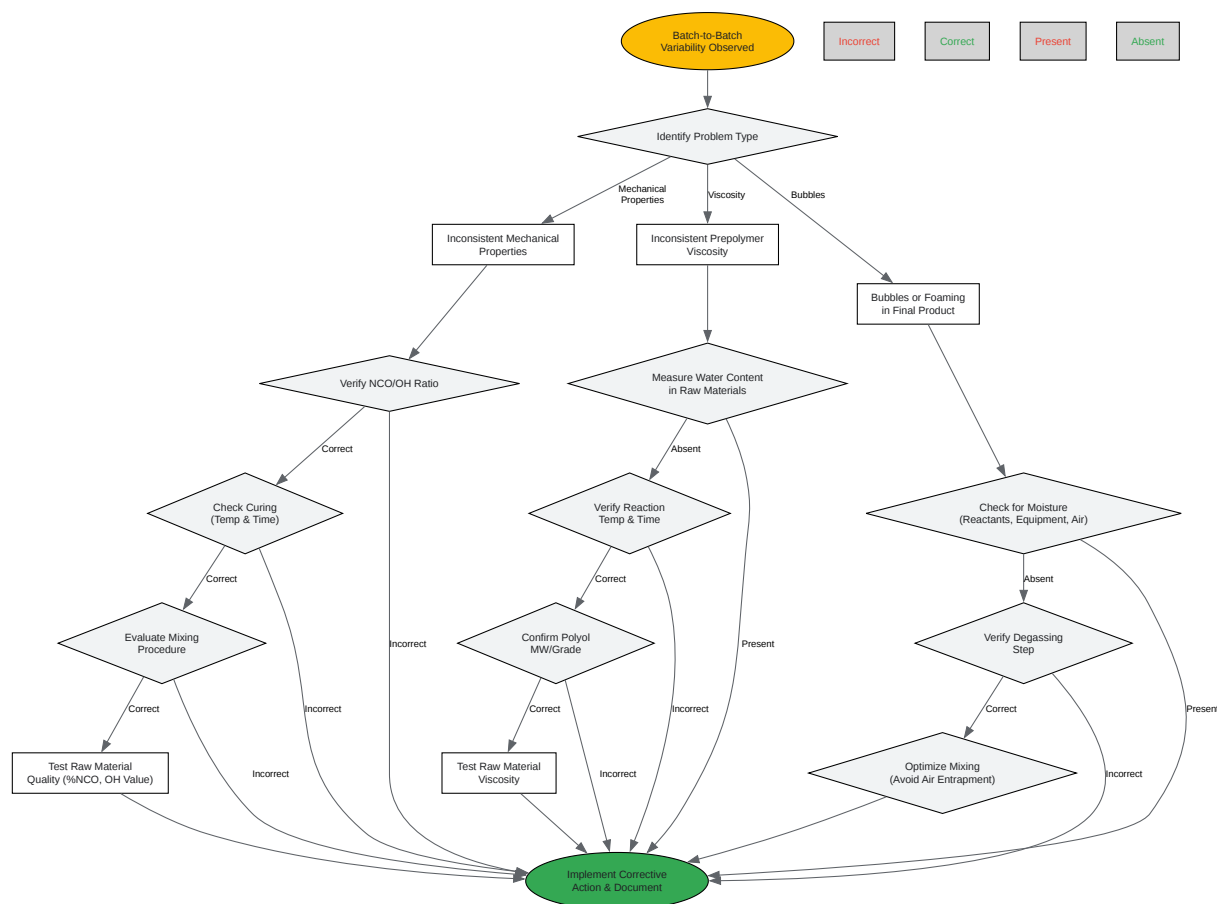 Batch-to-Batch
Variability Observed
Incorrect
Correct
Present
Absent
Identify Problem Type
Mechanical
Properties
Viscosity
Bubbles
Inconsistent Mechanical
Properties
Inconsistent Prepolymer
Viscosity
Bubbles or Foaming
in Final Product
Verify NCO/OH Ratio
Measure Water Content
in Raw Materials
Correct
Absent
Check Curing
(Temp & Time)
Verify Reaction
Temp & Time
Check for Moisture
(Reactants, Equipment, Air)
Correct
Correct
Absent
Evaluate Mixing
Procedure
Incorrect
Confirm Polyol
MW/Grade
Present
Verify Degassing
Step
Correct
Incorrect
Correct
Incorrect
Correct
Present
Test Raw Material
Quality (%NCO, OH Value)
Incorrect
Test Raw Material
Viscosity
Incorrect
Optimize Mixing
(Avoid Air Entrapment)
Incorrect
Implement Corrective
Action & Document